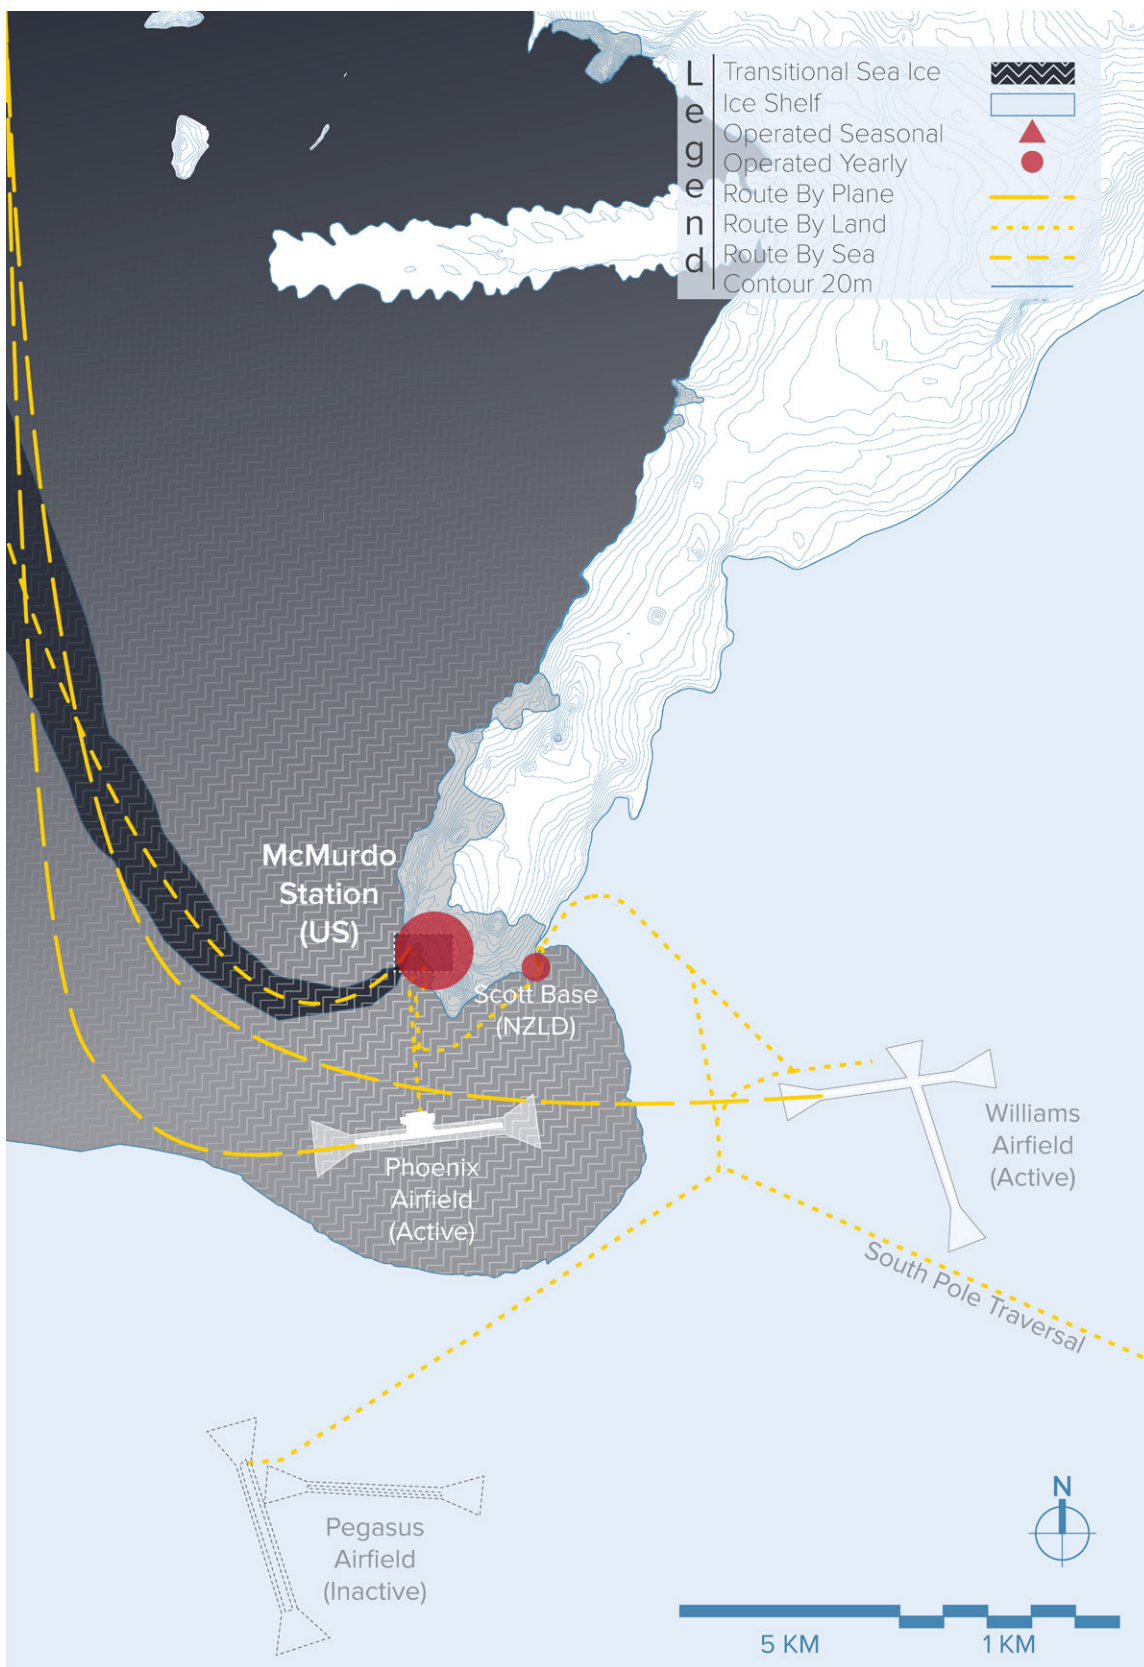 Legend
Transitional Sea Ice
Ice Shelf
Operated Seasonal
Operated Yearly
Route By Plane
Route By Land
Route By Sea
Contour 20m
McMurdo
Station
(US)
Scott Base
(NZLD)
Williams
Airfield
(Active)
Phoenix
Airfield
(Active)
South Pole Traversal
Pegasus
Airfield
(Inactive)
N
5 KM
1 KM